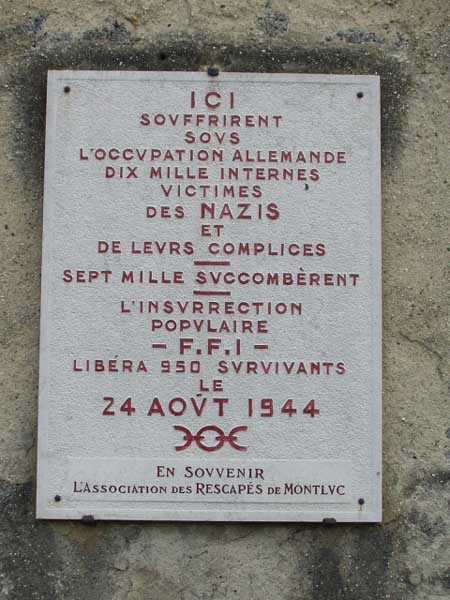 ICI
SOVFFRIRENT
SOVS
L'OCCVPATION ALLEMANDE
DIX MILLE INTERNES
VICTIMES
DES NAZIS
ET
DE LEVRS COMPLICES
SEPT MILLE SVCCOMBÈRENT
L'INSVRRECTION
POPVLAIRE
- F.F.I -
LIBÉRA 950 SVRVIVANTS
LE
24 AOVT 1944
EN SOVVENIR
L'ASSOCIATION DES RESCAPÉS DE MONTLVC